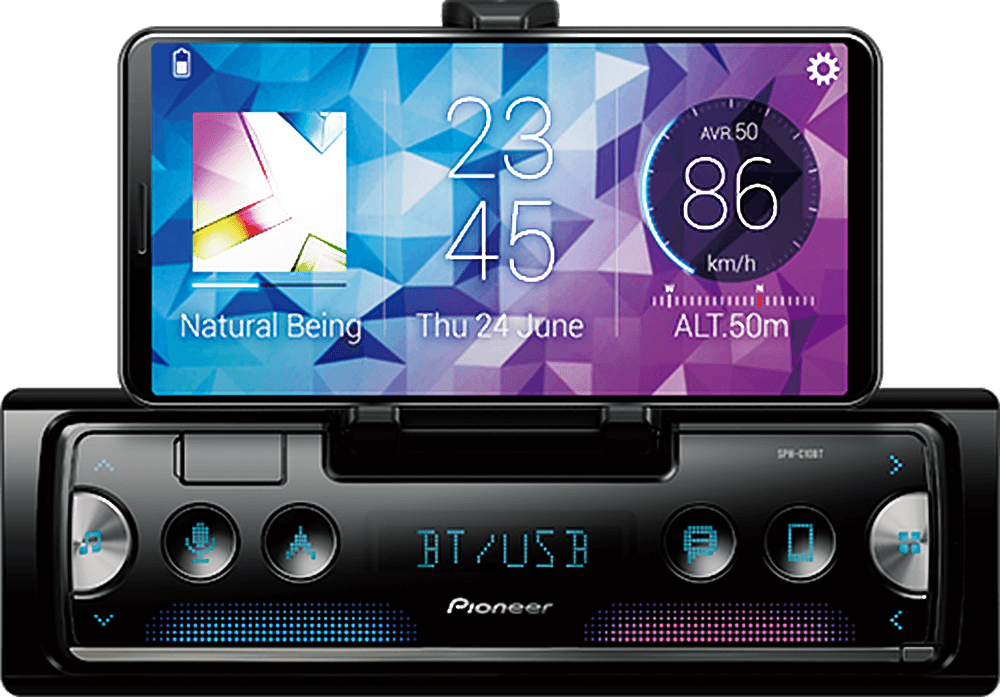 23
45
AVR.50
86
km/h
W
N
Natural Being
Thu 24 June
ALT.50m
SPH-C10BT
BT/USB
Pioneer